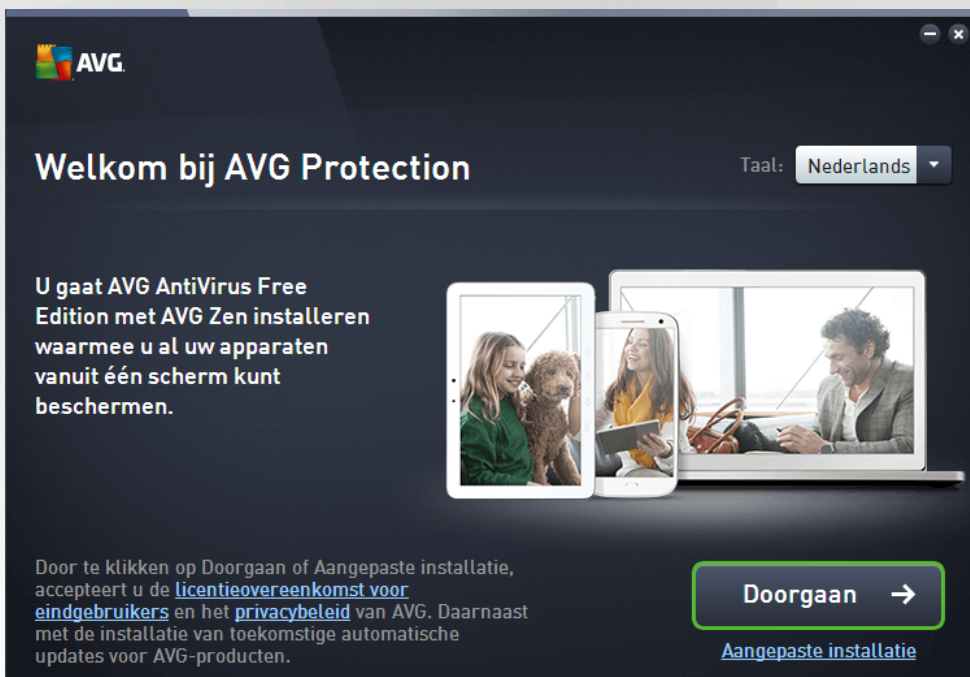 AVG.
Welkom bij AVG Protection
Taal: Nederlands
U gaat AVG AntiVirus Free
Edition met AVG Zen installeren
waarmee u al uw apparaten
vanuit één scherm kunt
beschermen.
Door te klikken op Doorgaan of Aangepaste installatie,
accepteert u de licentieovereenkomst voor
eindgebruikers en het privacybeleid van AVG. Daarnaast
met de installatie van toekomstige automatische
updates voor AVG-producten.
Doorgaan →
Aangepaste installatie